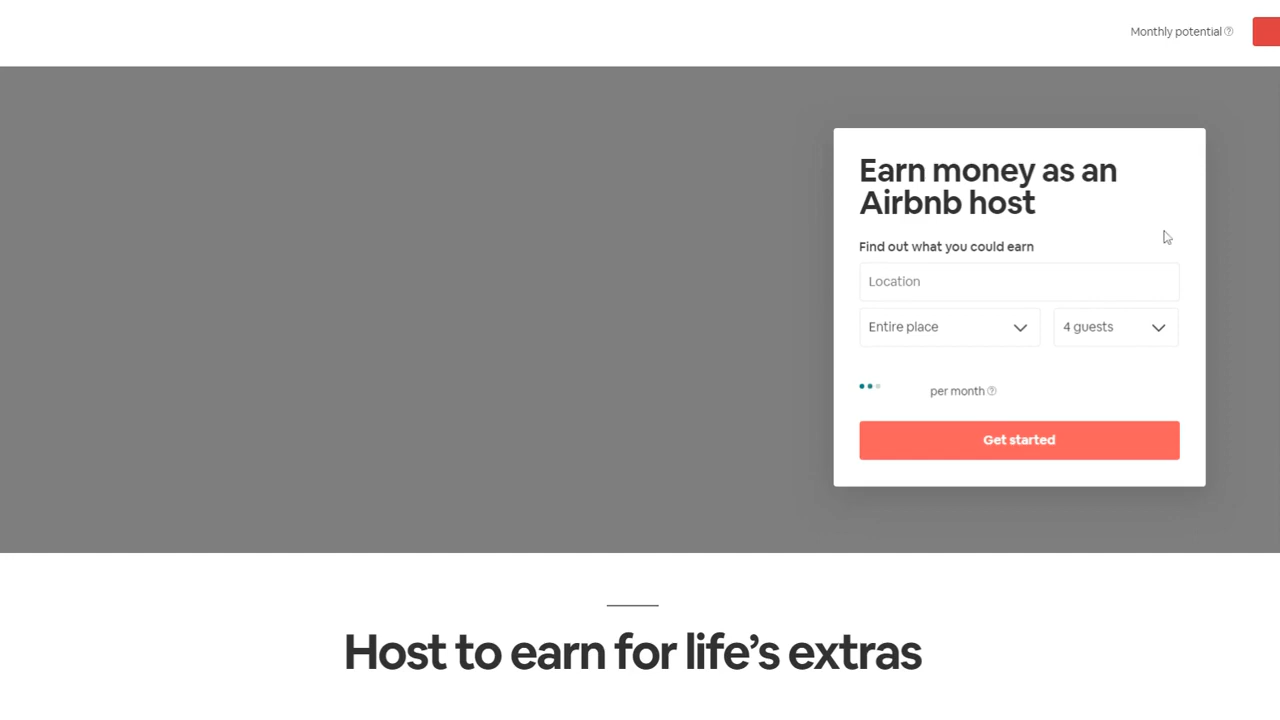 Monthly potential
Earn money as an
Airbnb host
Find out what you could earn
Location
Entire place
4 guests
per month
Get started
Host to earn for life’s extras